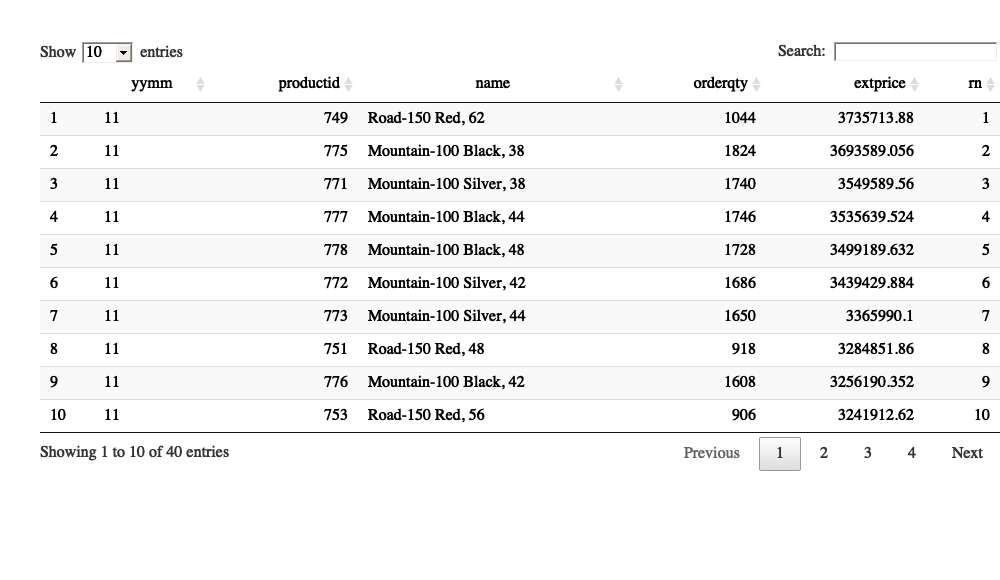 Show 10 entries Search:
yymm productid name orderqty extprice rn
1 11 749 Road-150 Red, 62 1044 3735713.88 1
2 11 775 Mountain-100 Black, 38 1824 3693589.056 2
3 11 771 Mountain-100 Silver, 38 1740 3549589.56 3
4 11 777 Mountain-100 Black, 44 1746 3535639.524 4
5 11 778 Mountain-100 Black, 48 1728 3499189.632 5
6 11 772 Mountain-100 Silver, 42 1686 3439429.884 6
7 11 773 Mountain-100 Silver, 44 1650 3365990.1 7
8 11 751 Road-150 Red, 48 918 3284851.86 8
9 11 776 Mountain-100 Black, 42 1608 3256190.352 9
10 11 753 Road-150 Red, 56 906 3241912.62 10
Showing 1 to 10 of 40 entries Previous 1 2 3 4 Next